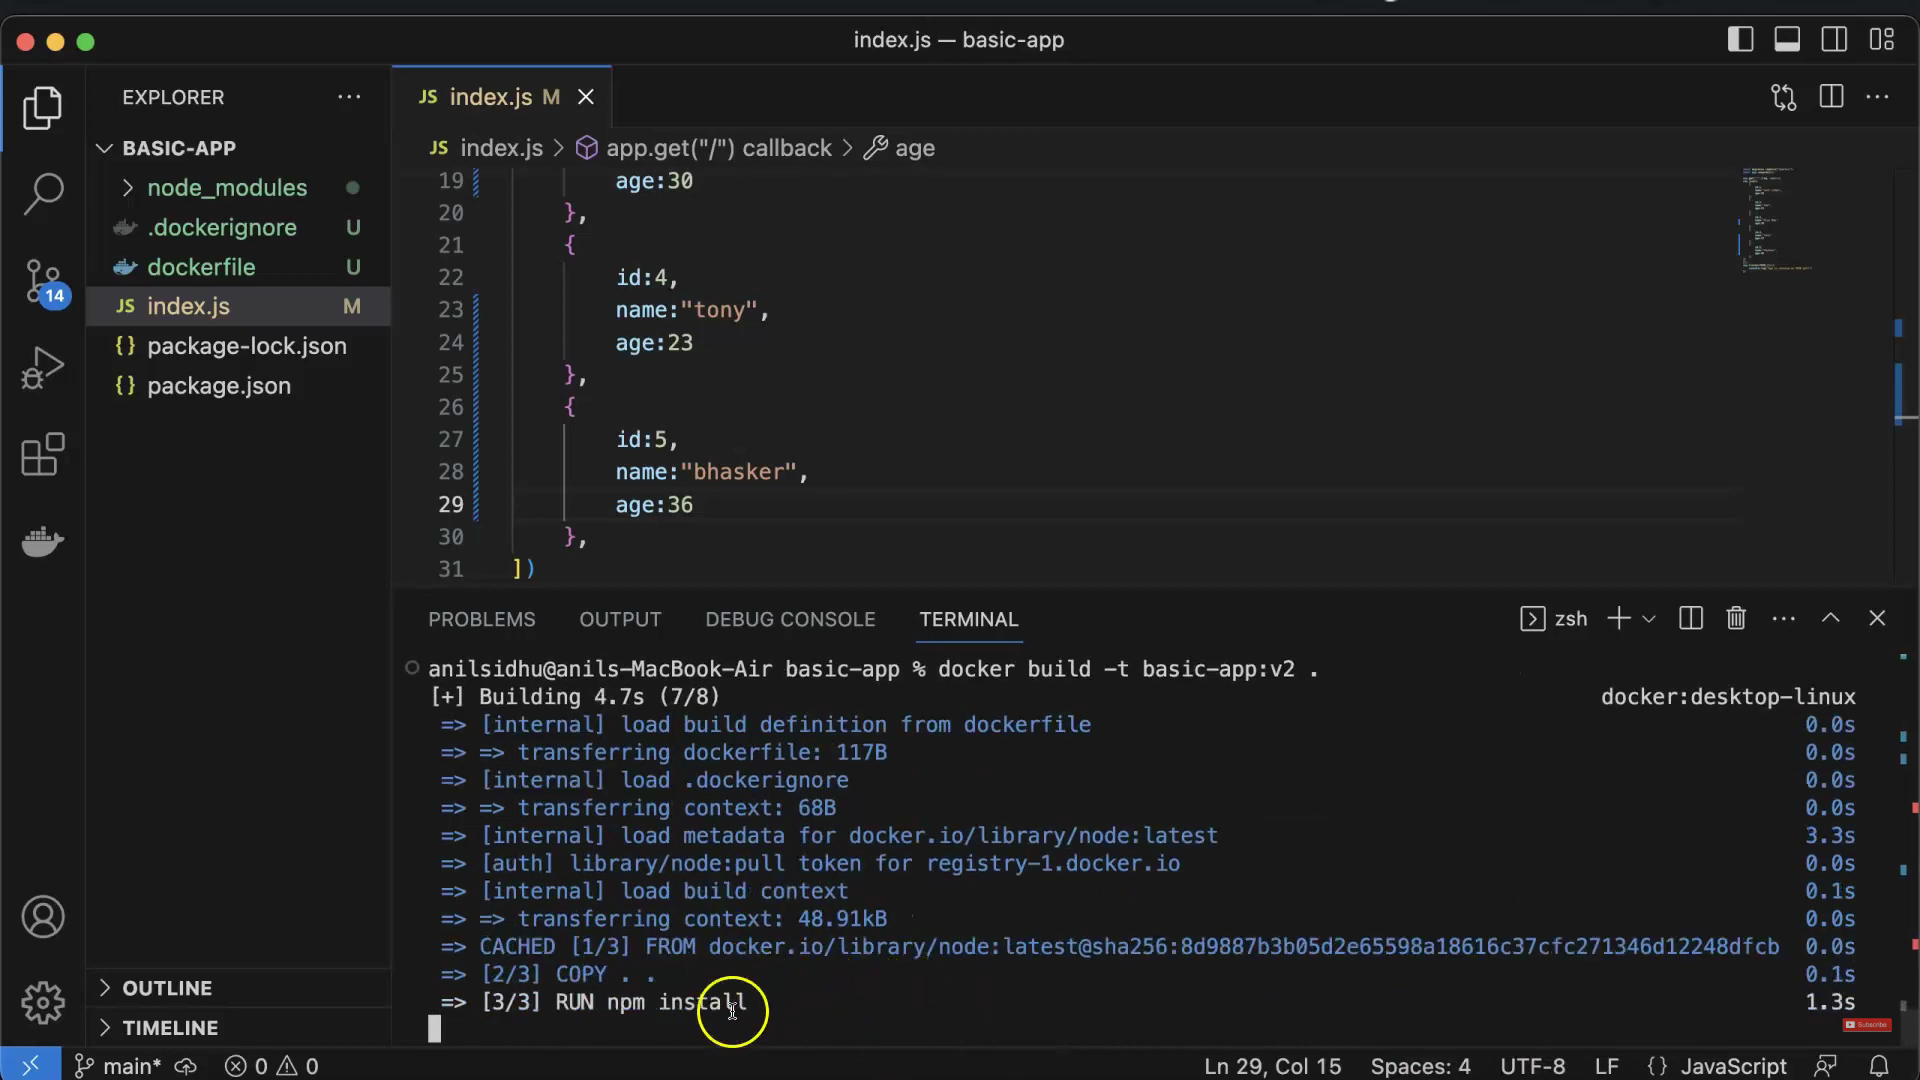 index.js — basic-app
EXPLORER
BASIC-APP
node_modules
.dockerignore U
dockerfile U
JS index.js M
{} package-lock.json
{} package.json
OUTLINE
TIMELINE
14
JS index.js M
JS index.js > app.get("/") callback > age
19 age:30
20 },
21 {
22 id:4,
23 name:"tony",
24 age:23
25 },
26 {
27 id:5,
28 name:"bhasker",
29 age:36
30 },
31 ])
PROBLEMS OUTPUT DEBUG CONSOLE TERMINAL zsh
anilsidhu@anils-MacBook-Air basic-app % docker build -t basic-app:v2 .
[+] Building 4.7s (7/8) docker:desktop-linux
=> [internal] load build definition from dockerfile 0.0s
=> => transferring dockerfile: 117B 0.0s
=> [internal] load .dockerignore 0.0s
=> => transferring context: 68B 0.0s
=> [internal] load metadata for docker.io/library/node:latest 3.3s
=> [auth] library/node:pull token for registry-1.docker.io 0.0s
=> [internal] load build context 0.1s
=> => transferring context: 48.91kB 0.0s
=> CACHED [1/3] FROM docker.io/library/node:latest@sha256:8d9887b3b05d2e65598a18616c37cfc271346d12248dfcb 0.0s
=> [2/3] COPY . . 0.1s
=> [3/3] RUN npm install 1.3s
Subscribe
main* 0 0 Ln 29, Col 15 Spaces: 4 UTF-8 LF {} JavaScript